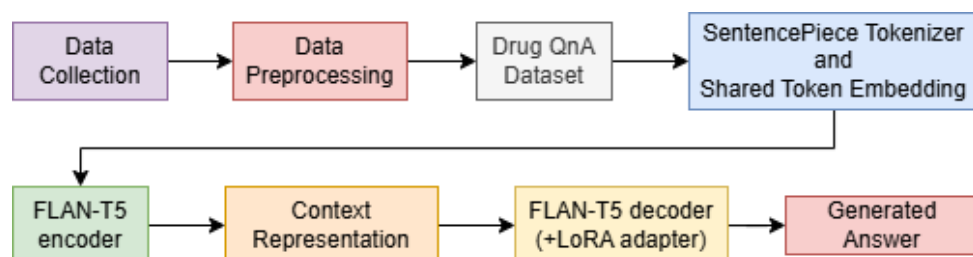 Data
Collection
Data
Preprocessing
Drug QnA
Dataset
SentencePiece Tokenizer
and
Shared Token Embedding
FLAN-T5
encoder
Context
Representation
FLAN-T5 decoder
(+LoRA adapter)
Generated
Answer